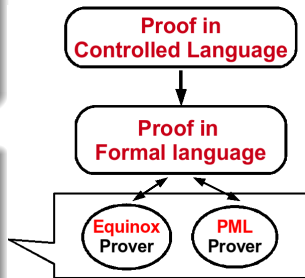 Proof in
Controlled Language
Proof in
Formal language
Equinox
Prover
PML
Prover